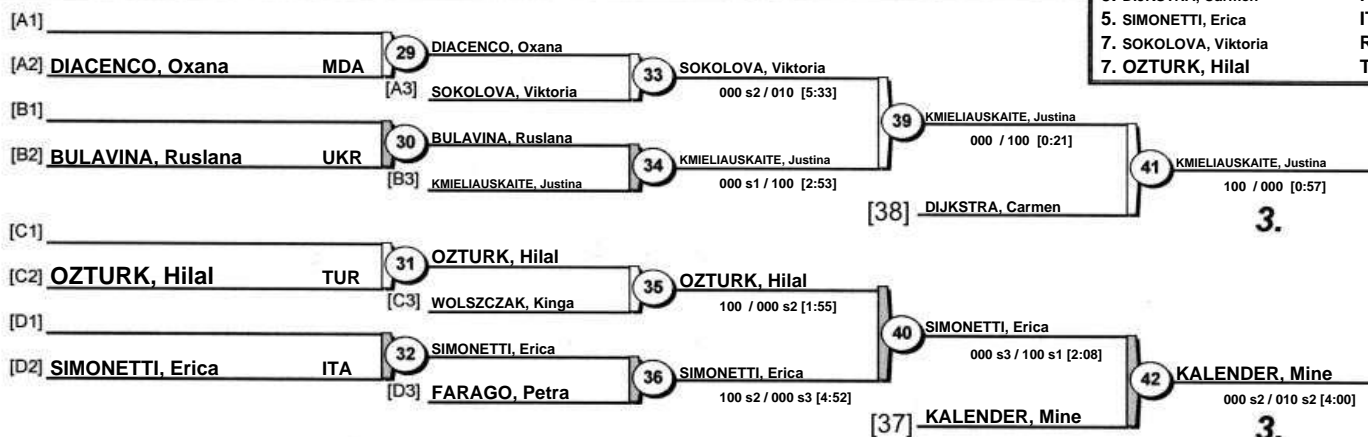 5. SIMONETTI, Erica
7. SOKOLOVA, Viktoria R
7. OZTURK, Hilal T
[A1]
[A2] DIACENCO, Oxana MDA
29 DIACENCO, Oxana
[A3] SOKOLOVA, Viktoria
33 SOKOLOVA, Viktoria
000 s2 / 010 [5:33]
[B1]
[B2] BULAVINA, Ruslana UKR
30 BULAVINA, Ruslana
[B3] KMIELIAUSKAITE, Justina
34 KMIELIAUSKAITE, Justina
000 s1 / 100 [2:53]
39 KMIELIAUSKAITE, Justina
000 / 100 [0:21]
[38] DIJKSTRA, Carmen
41 KMIELIAUSKAITE, Justina
100 / 000 [0:57]
3.
[C1]
[C2] OZTURK, Hilal TUR
31 OZTURK, Hilal
[C3] WOLSZCZAK, Kinga
35 OZTURK, Hilal
100 / 000 s2 [1:55]
[D1]
[D2] SIMONETTI, Erica ITA
32 SIMONETTI, Erica
[D3] FARAGO, Petra
36 SIMONETTI, Erica
100 s2 / 000 s3 [4:52]
40 SIMONETTI, Erica
000 s3 / 100 s1 [2:08]
[37] KALENDER, Mine
42 KALENDER, Mine
000 s2 / 010 s2 [4:00]
3.